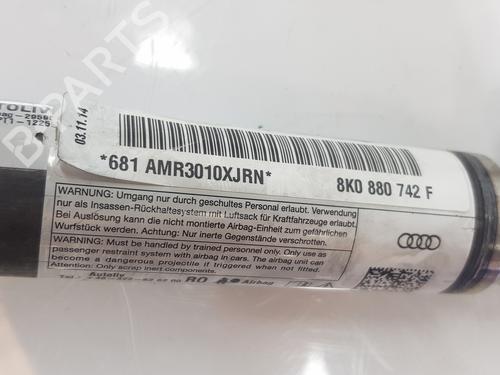 B-PARTS
03.11.14
*681 AMR3010XJRN*
8K0 880 742 F
WARNUNG: Umgang nur durch geschultes Personal erlaubt. Verwendung
nur als Insassen-Rückhaltesystem mit Luftsack für Kraftfahrzeuge erlaubt.
Bei Auslösung kann die nicht montierte Airbag-Einheit zum gefährlichen
Wurfstück werden. Achtung: Nur inerte Gegenstände verschrotten.
WARNING: Must be handled by trained personnel only. Only use as
passenger restraint system with airbag in cars. The airbag unit can
become a dangerous projectile if triggered when not fitted.
Attention: Only scrap inert components.
Autoliv
RO Airbag